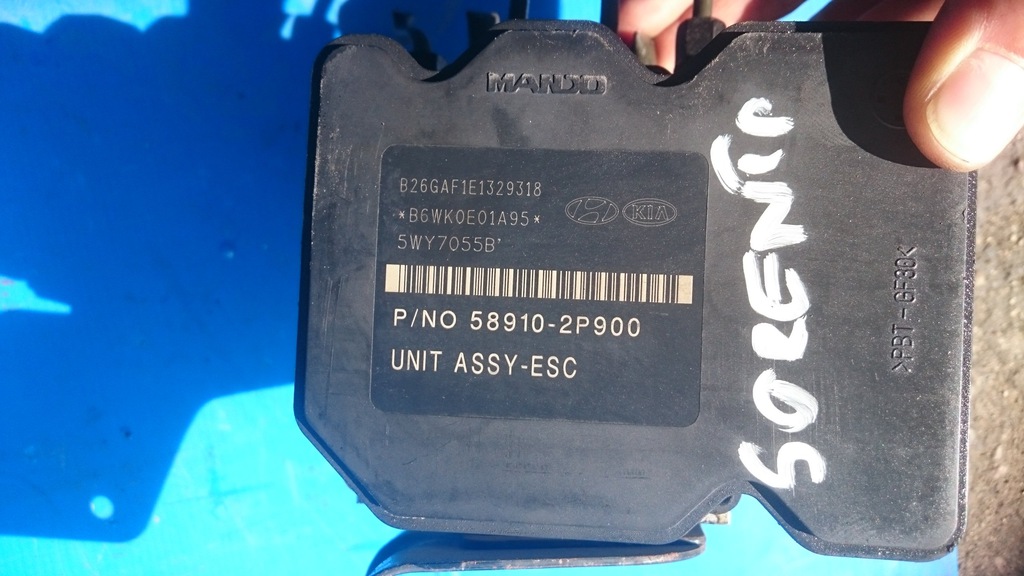 MANDO
B26GAF1E1329318
*B6WK0E01A95*
5WY7055B'
KIA
P/NO 58910-2P900
UNIT ASSY-ESC
SORENTO
>PBT-GF30<